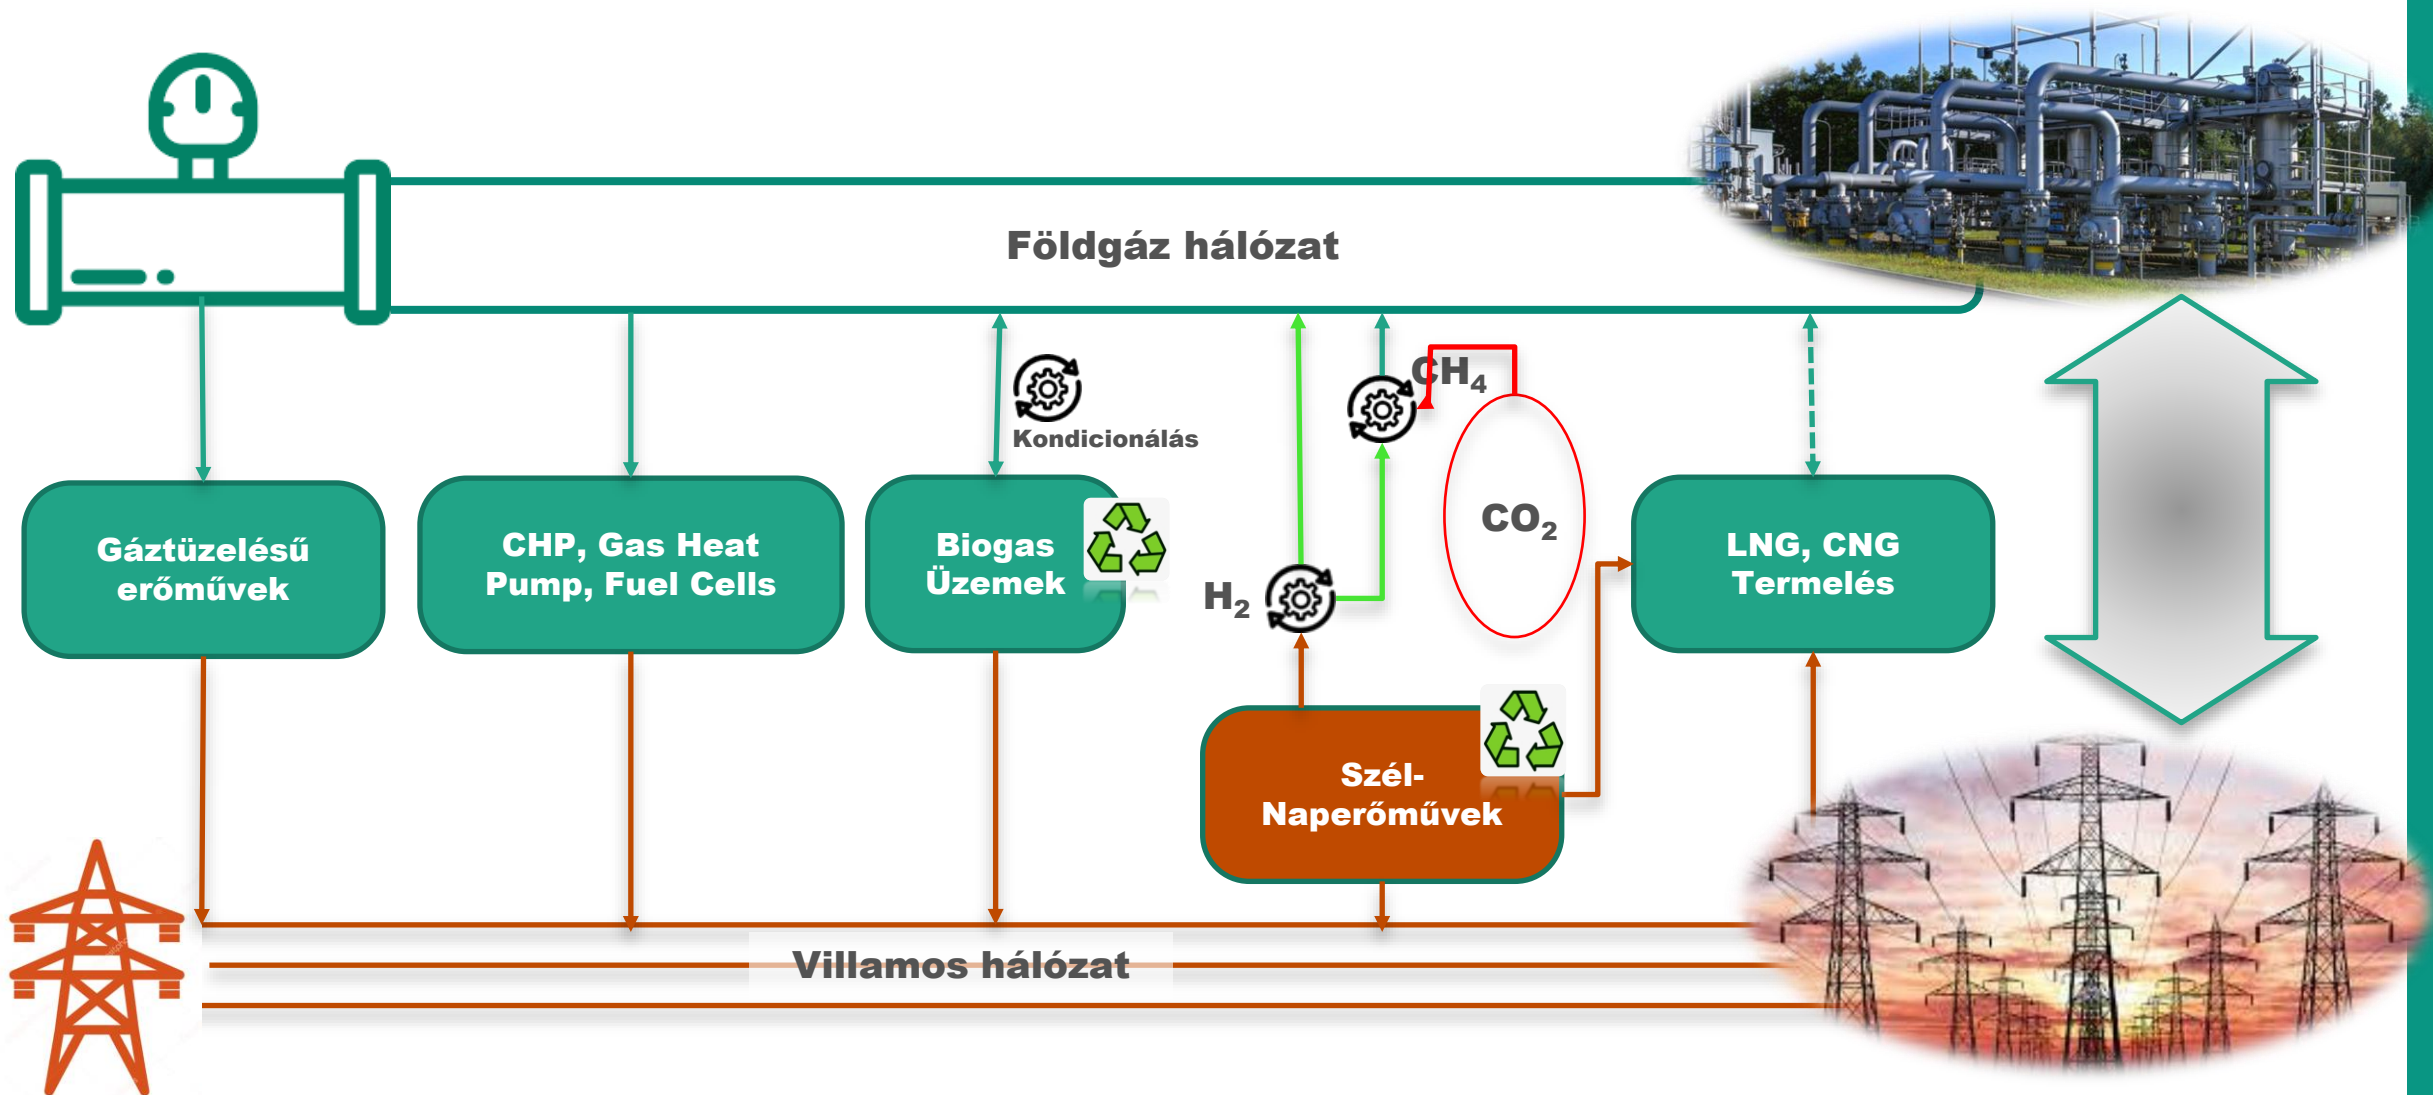 Földgáz hálózat
CH₄
Kondicionálás
Gáztüzelésű
erőművek
CHP, Gas Heat
Pump, Fuel Cells
Biogas
Üzemek
H₂
CO₂
LNG, CNG
Termelés
Szél-
Naperőművek
Villamos hálózat